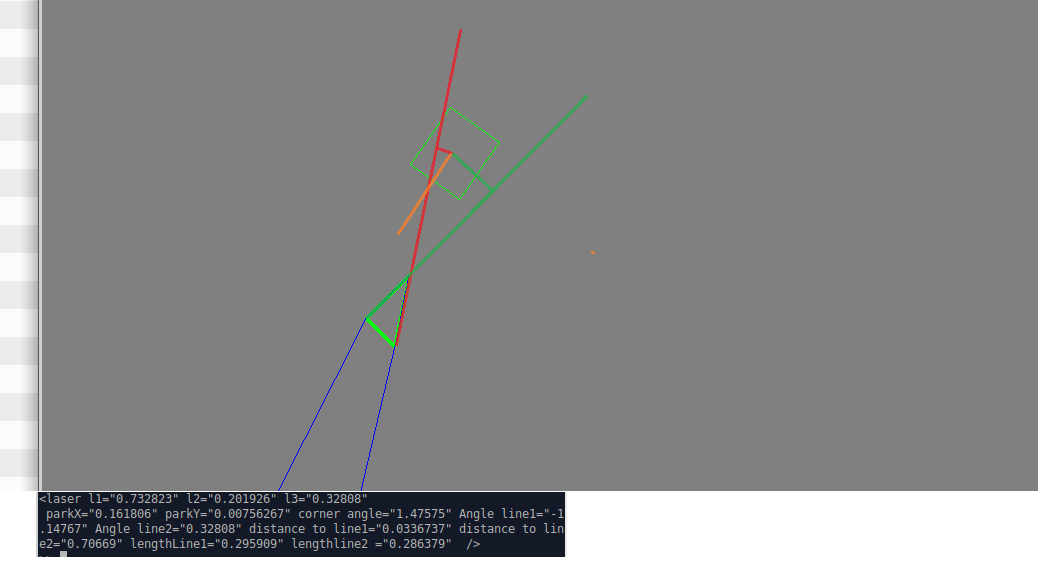 <laser l1="0.732823" l2="0.201926" l3="0.32808"
parkX="0.161806" parkY="0.00756267" corner angle="1.47575" Angle line1="-1
.14767" Angle line2="0.32808" distance to line1="0.0336737" distance to lin
e2="0.70669" lengthLine1="0.295909" lengthline2 ="0.286379"  />